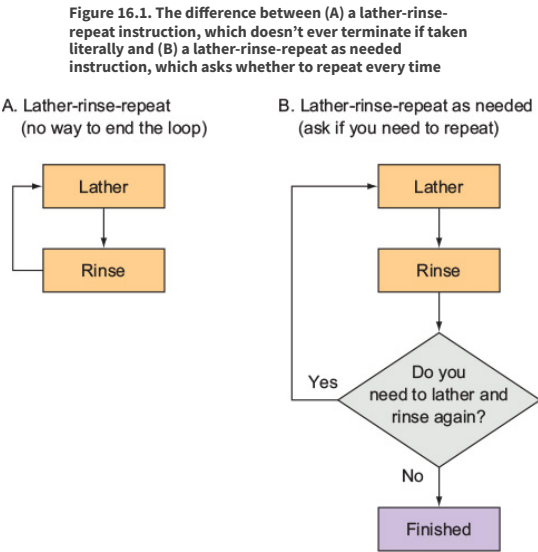 Figure 16.1. The difference between (A) a lather-rinse-
repeat instruction, which doesn’t ever terminate if taken
literally and (B) a lather-rinse-repeat as needed
instruction, which asks whether to repeat every time
A. Lather-rinse-repeat
(no way to end the loop)
Lather
Rinse
B. Lather-rinse-repeat as needed
(ask if you need to repeat)
Lather
Rinse
Do you
need to lather and
rinse again?
Yes
No
Finished